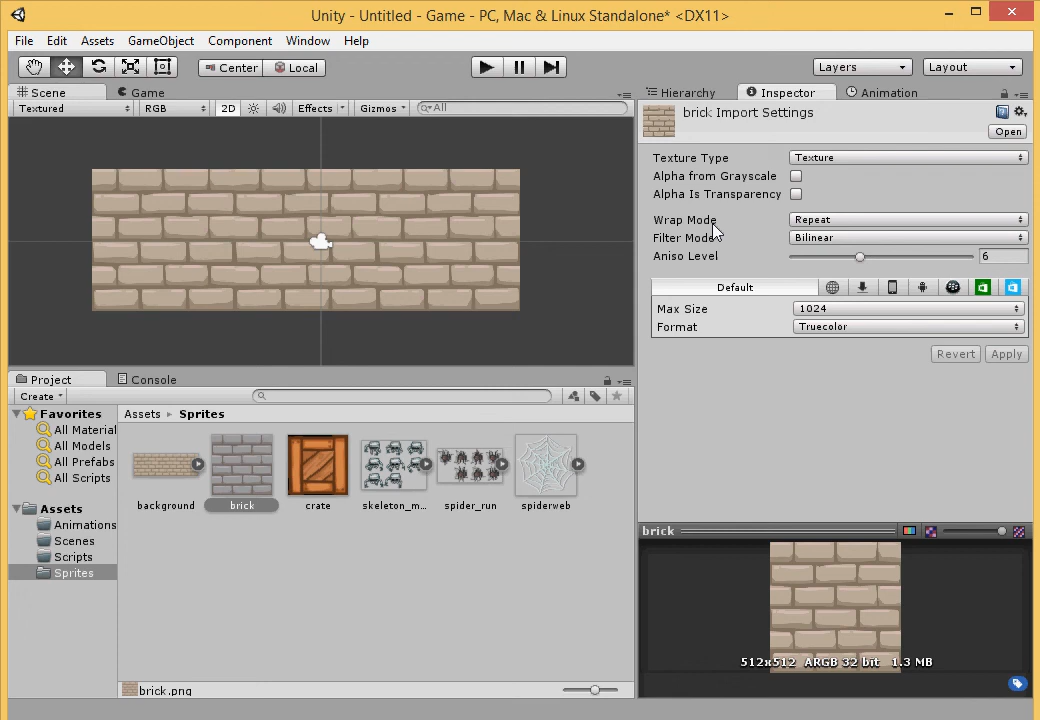 Unity - Untitled - Game - PC, Mac & Linux Standalone* <DX11>
File Edit Assets GameObject Component Window Help
Center Local Layers Layout
Scene Game
Textured RGB 2D Effects Gizmos All
Hierarchy Inspector Animation
brick Import Settings
Open
Texture Type Texture
Alpha from Grayscale
Alpha Is Transparency
Wrap Mode Repeat
Filter Mode Bilinear
Aniso Level 6
Default
Max Size 1024
Format Truecolor
Revert Apply
Project Console
Create
Favorites
All Material
All Models
All Prefabs
All Scripts
Assets
Animations
Scenes
Scripts
Sprites
Assets Sprites
background brick crate skeleton_m... spider_run spiderweb
brick.png
brick
512x512 ARGB 32 bit 1.3 MB